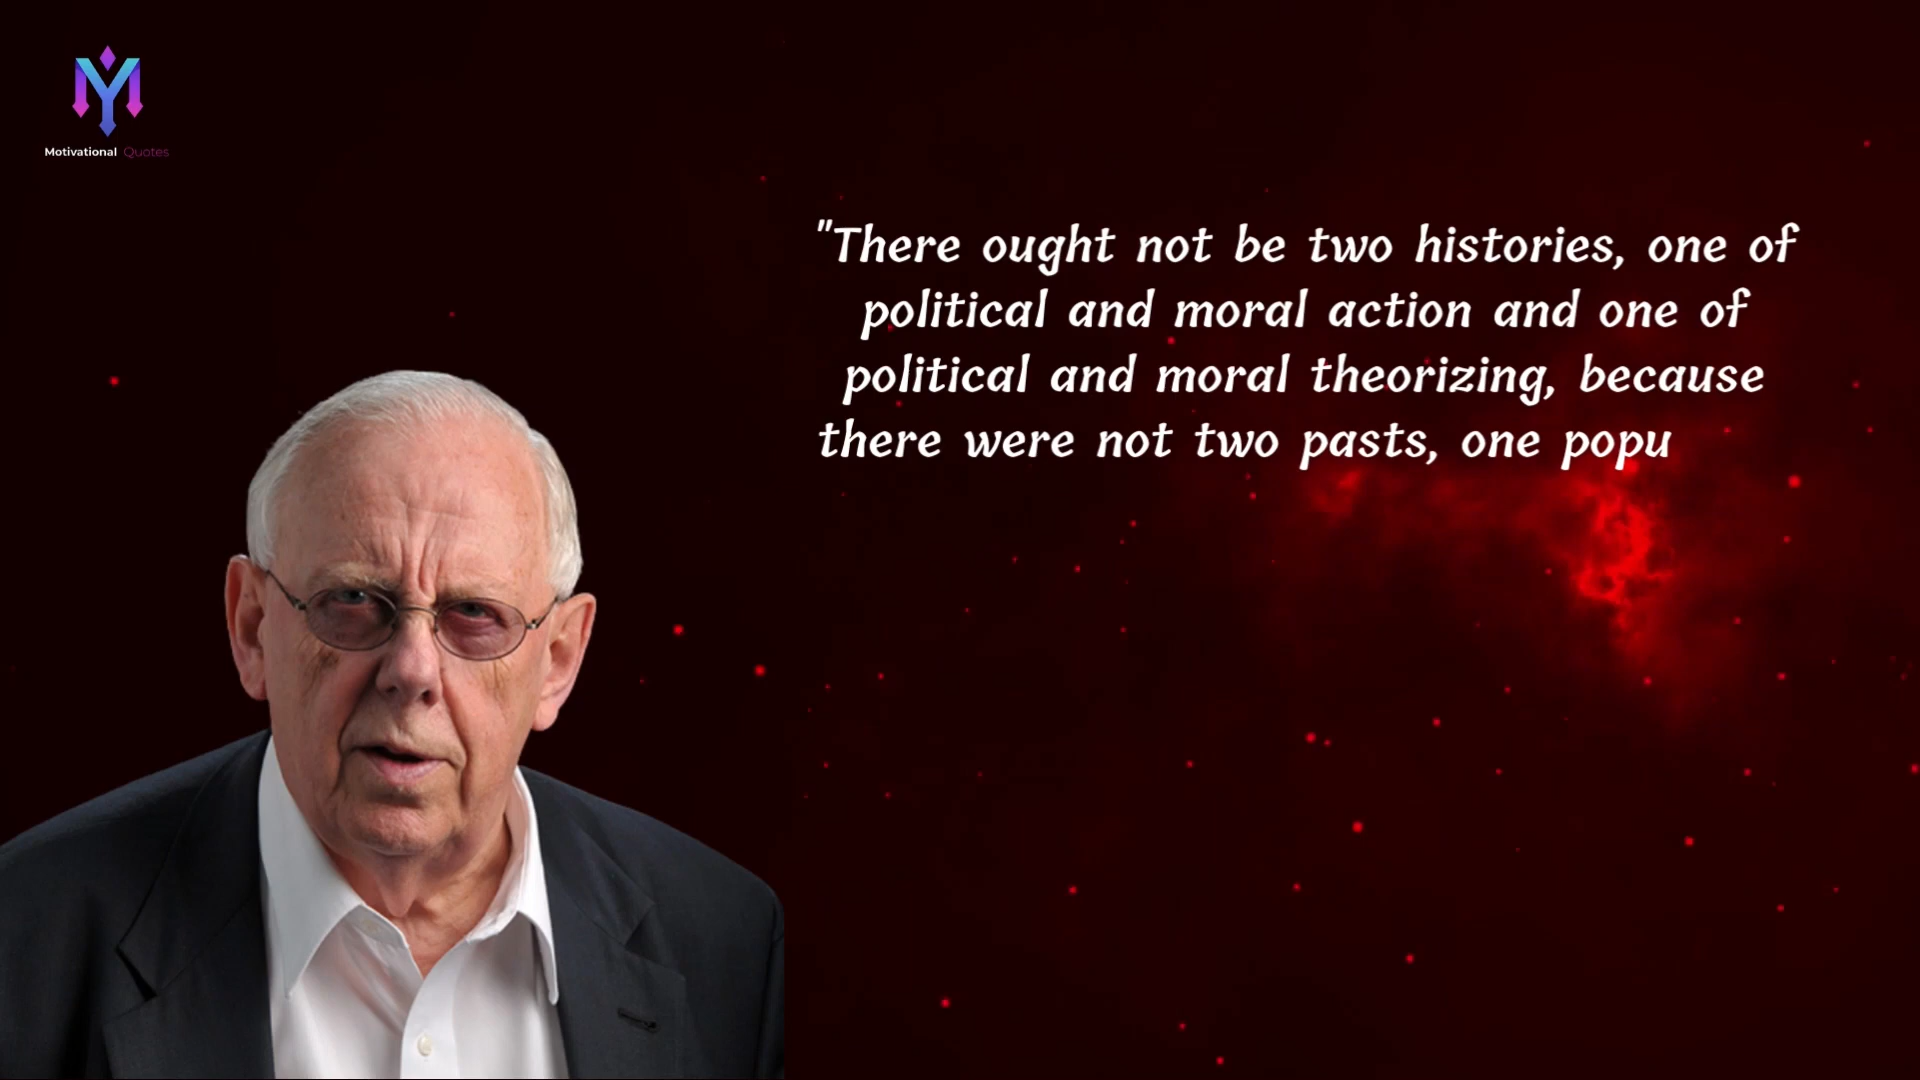 Motivational Quotes
"There ought not be two histories, one of
political and moral action and one of
political and moral theorizing, because
there were not two pasts, one popu